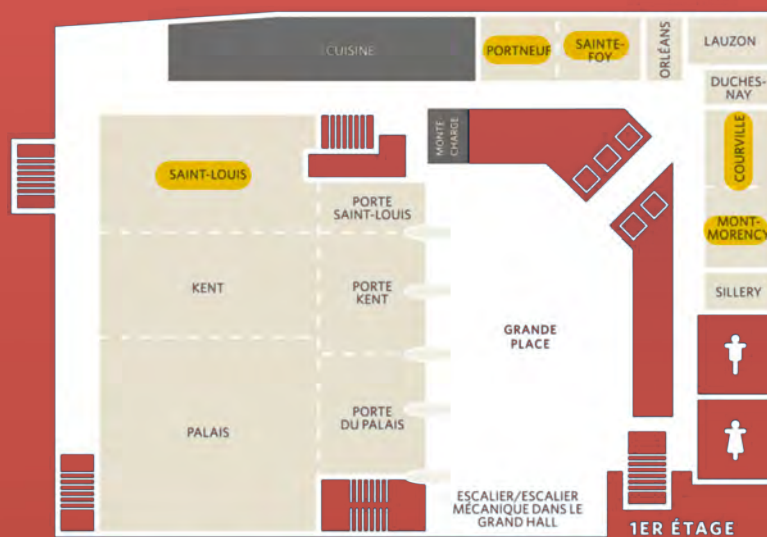 CUISINE
PORTNEUF
SAINTE-
FOY
ORLÉANS
LAUZON
DUCHES-
NAY
MONTE
CHARGE
COURVILLE
SAINT-LOUIS
PORTE
SAINT-LOUIS
MONT-
MORENCY
KENT
PORTE
KENT
SILLERY
GRANDE
PLACE
PALAIS
PORTE
DU PALAIS
ESCALIER/ESCALIER
MÉCANIQUE DANS LE
GRAND HALL
1ER ÉTAGE